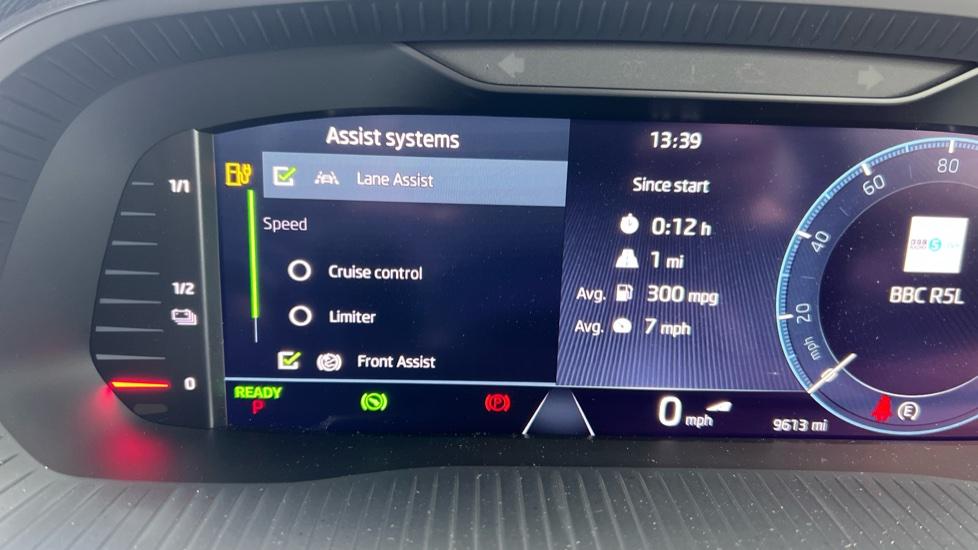 Assist systems
Lane Assist
Speed
Cruise control
Limiter
Front Assist
1/1
1/2
0
READY
P
P
13:39
Since start
0:12 h
1 mi
Avg. 300 mpg
Avg. 7 mph
0 mph
9613 mi
80
60
40
20
mph
0
BBC R5L
E